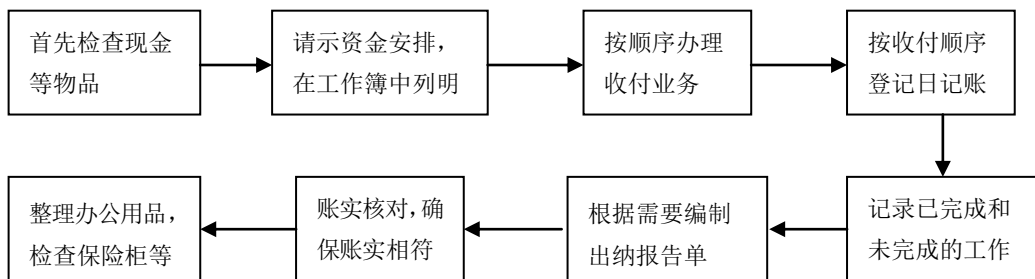 首先检查现金
等物品
请示资金安排，
在工作簿中列明
按顺序办理
收付业务
按收付顺序
登记日记账
记录已完成和
未完成的工作
根据需要编制
出纳报告单
账实核对，确
保账实相符
整理办公用品，
检查保险柜等